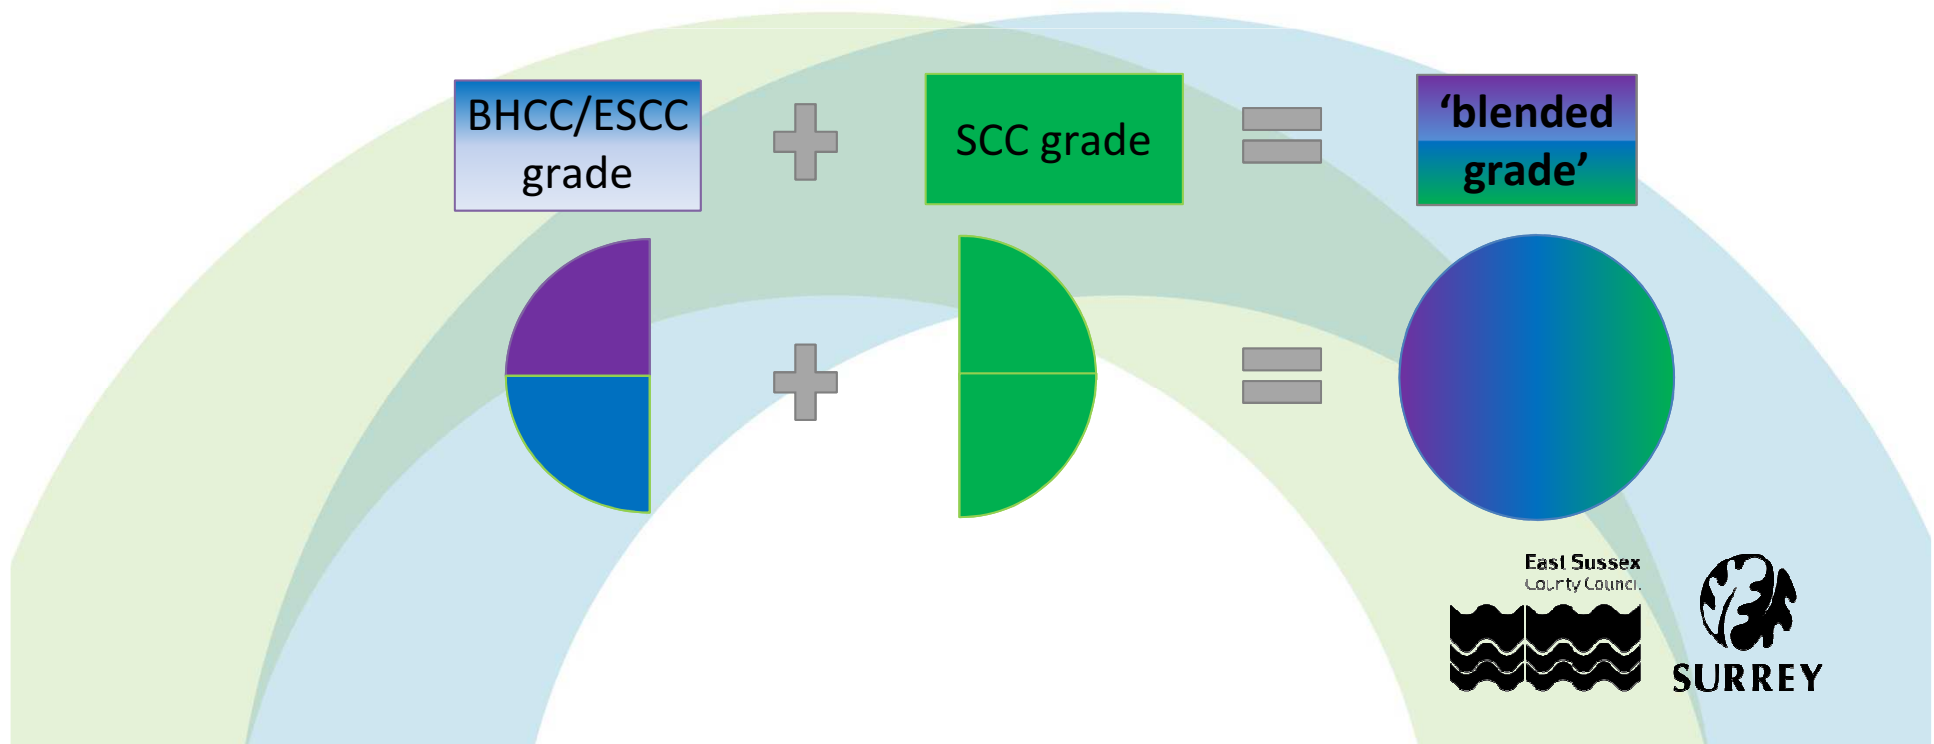 BHCC/ESCC
grade
SCC grade
‘blended
grade’
East Sussex
County Council
SURREY